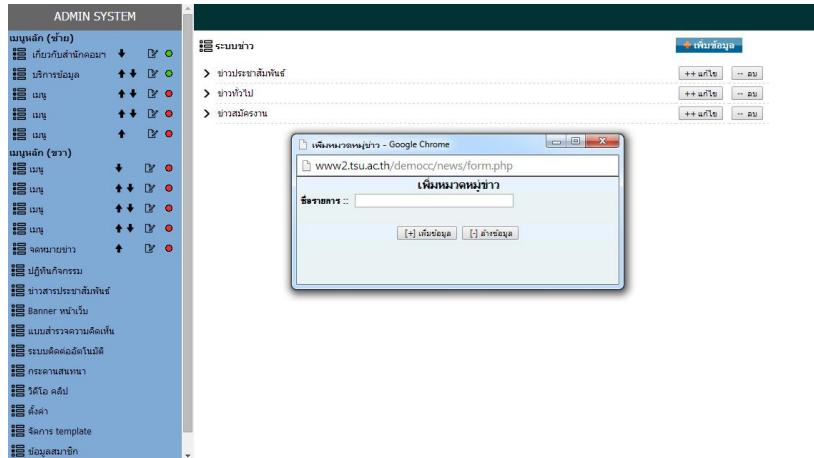 ADMIN SYSTEM
เมนูหลัก (ซ้าย)
เกี่ยวกับสำนักคอมฯ
บริการข้อมูล
เมนู
เมนู
เมนู
เมนูหลัก (ขวา)
เมนู
เมนู
เมนู
เมนู
จดหมายข่าว
ปฏิทินกิจกรรม
ข่าวสารประชาสัมพันธ์
Banner หน้าเว็บ
แบบสำรวจความคิดเห็น
ระบบติดต่ออัตโนมัติ
กระดานสนทนา
วิดีโอ คลิป
ตั้งค่า
จัดการ template
ข้อมูลสมาชิก
ระบบข่าว
เพิ่มข้อมูล
ข่าวประชาสัมพันธ์ ++ แก้ไข -- ลบ
ข่าวทั่วไป ++ แก้ไข -- ลบ
ข่าวสมัครงาน ++ แก้ไข -- ลบ
เพิ่มหมวดหมู่ข่าว - Google Chrome
www2.tsu.ac.th/democc/news/form.php
เพิ่มหมวดหมู่ข่าว
ชื่อรายการ ::
[+] เพิ่มข้อมูล [-] ล้างข้อมูล